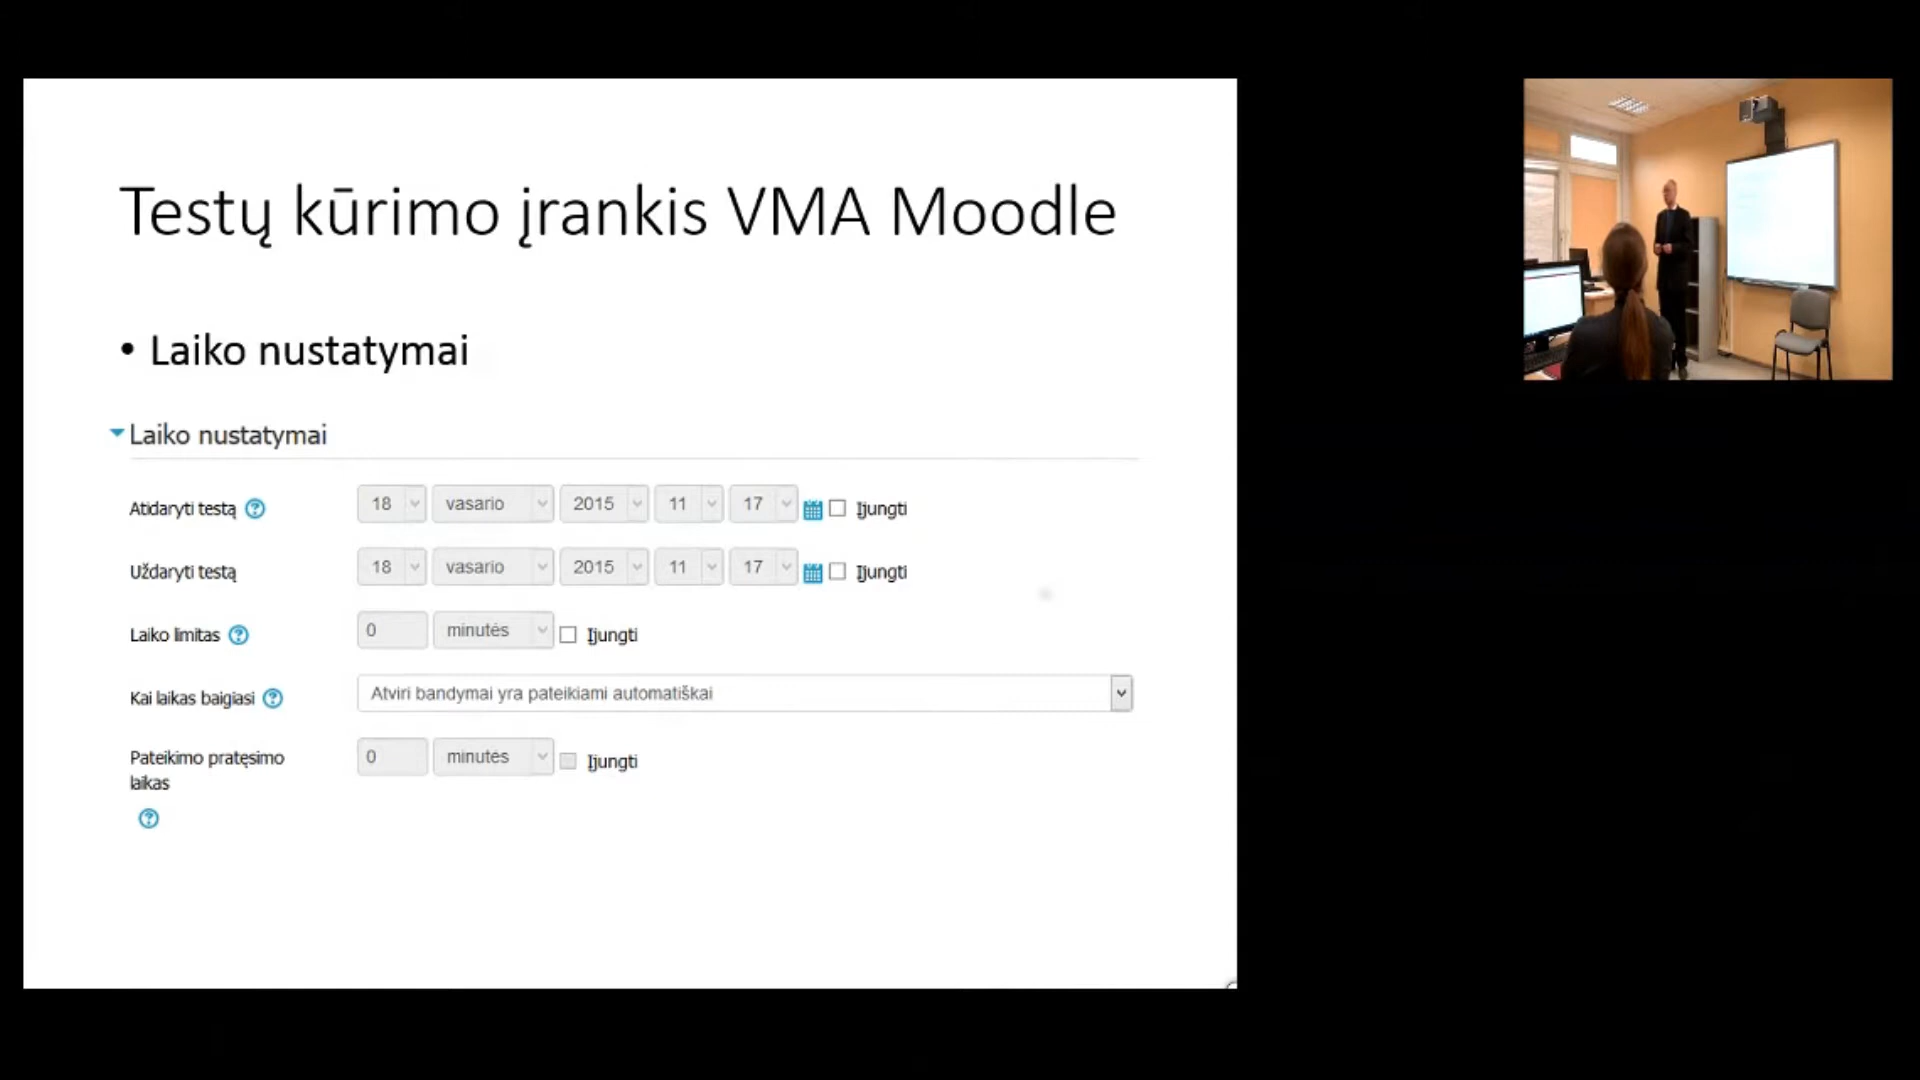 Testų kūrimo įrankis VMA Moodle
• Laiko nustatymai
Laiko nustatymai
Atidaryti testą 18 vasario 2015 11 17 Įjungti
Uždaryti testą 18 vasario 2015 11 17 Įjungti
Laiko limitas 0 minutės Įjungti
Kai laikas baigiasi Atviri bandymai yra pateikiami automatiškai
Pateikimo pratęsimo 0 minutės Įjungti
laikas